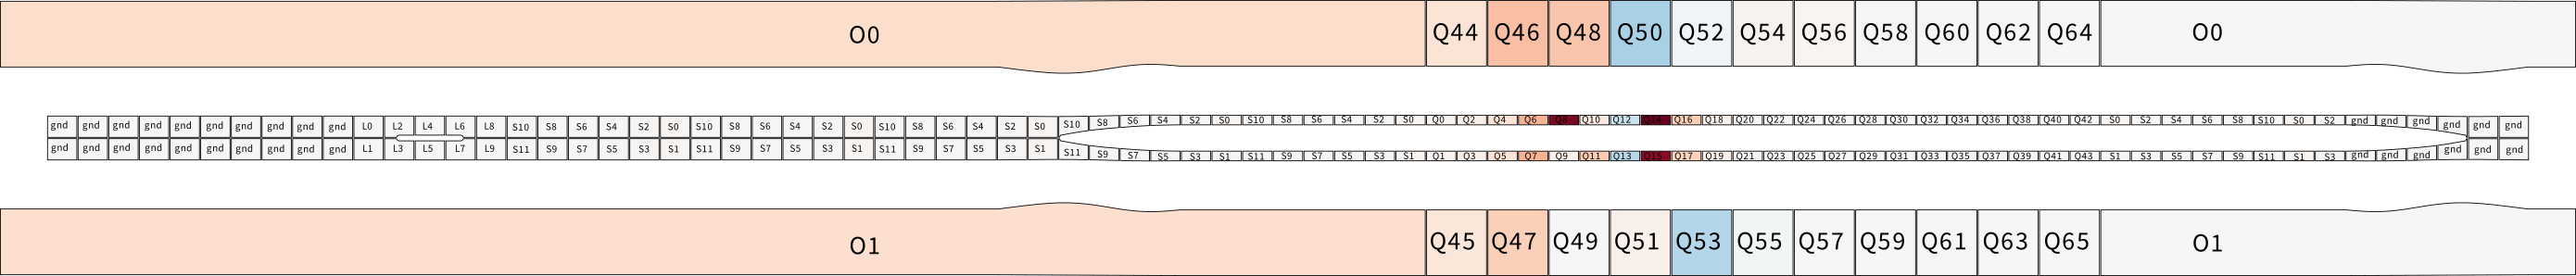 O0 Q44 Q46 Q48 Q50 Q52 Q54 Q56 Q58 Q60 Q62 Q64 O0
gnd gnd gnd gnd gnd gnd gnd gnd gnd gnd L0 L2 L4 L6 L8 S10 S8 S6 S4 S2 S0 S10 S8 S6 S4 S2 S0 S10 S8 S6 S4 S2 S0 S10 S8 S6 S4 S2 S0 S10 S8 S6 S4 S2 S0 Q0 Q2 Q4 Q6 Q8 Q10 Q12 Q14 Q16 Q18 Q20 Q22 Q24 Q26 Q28 Q30 Q32 Q34 Q36 Q38 Q40 Q42 S0 S2 S4 S6 S8 S10 S0 S2 gnd gnd gnd gnd gnd gnd
gnd gnd gnd gnd gnd gnd gnd gnd gnd gnd L1 L3 L5 L7 L9 S11 S9 S7 S5 S3 S1 S11 S9 S7 S5 S3 S1 S11 S9 S7 S5 S3 S1 S11 S9 S7 S5 S3 S1 S11 S9 S7 S5 S3 S1 Q1 Q3 Q5 Q7 Q9 Q11 Q13 Q15 Q17 Q19 Q21 Q23 Q25 Q27 Q29 Q31 Q33 Q35 Q37 Q39 Q41 Q43 S1 S3 S5 S7 S9 S11 S1 S3 gnd gnd gnd gnd gnd gnd
O1 Q45 Q47 Q49 Q51 Q53 Q55 Q57 Q59 Q61 Q63 Q65 O1